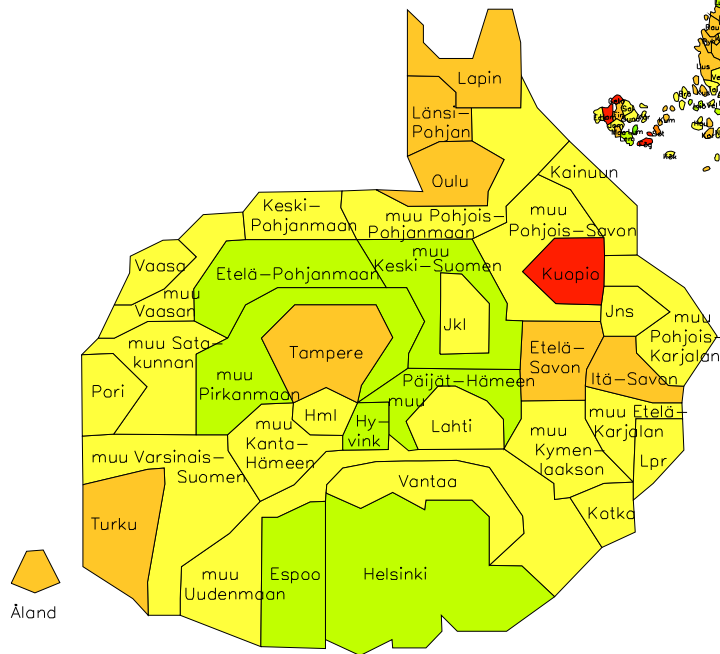 Lapin
Länsi-
Pohjan
Oulu
Kainuun
Keski-
Pohjanmaan
muu Pohjois-
Pohjanmaan
muu
Pohjois-Savon
Vaasa
muu
Vaasan
Etelä-Pohjanmaan
muu
Keski-Suomen
Kuopio
Jkl
Jns
muu
Pohjois-
Karjalan
muu Sata-
kunnan
Pori
Tampere
muu
Pirkanmaan
Etelä-
Savon
Itä-Savon
Päijät-Hämeen
muu
Lahti
Hml
Hy-
vink
muu
Kanta-
Hämeen
muu Etelä-
Karjalan
Lpr
muu
Kymen-
laakson
Kotka
muu Varsinais-
Suomen
Turku
Vantaa
muu
Uudenmaan
Espoo
Helsinki
Åland